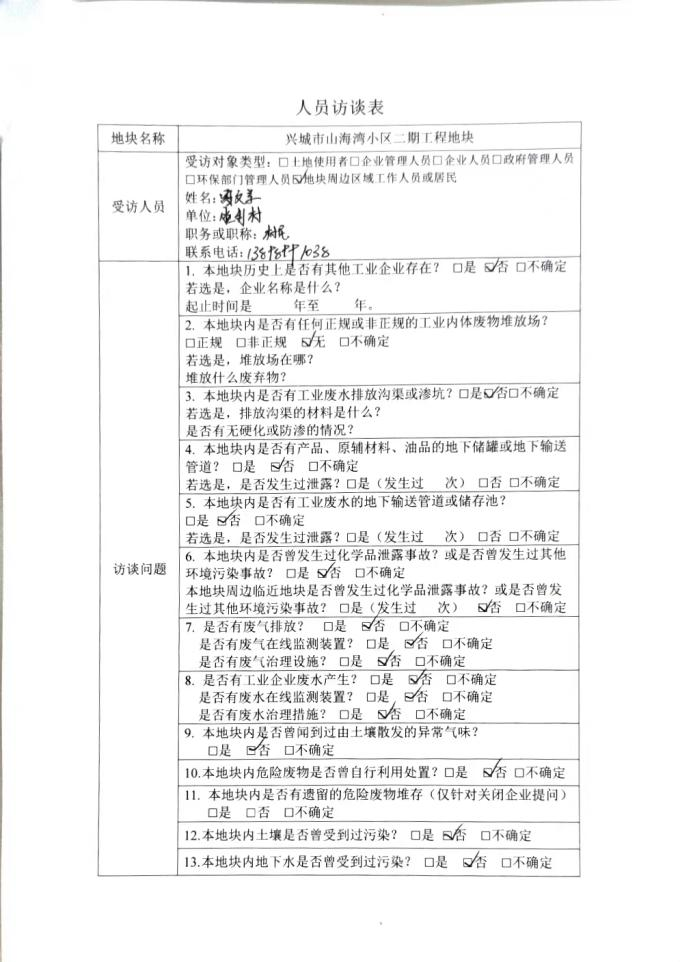 人员访谈表
地块名称 兴城市山海湾小区二期工程地块
受访人员
受访对象类型：□土地使用者□企业管理人员□企业人员□政府管理人员
□环保部门管理人员☑地块周边区域工作人员或居民
姓名：
单位：
职务或职称：村民
联系电话：
访谈问题
1. 本地块历史上是否有其他工业企业存在？ □是 ☑否 □不确定
若选是，企业名称是什么？
起止时间是 年至 年。
2. 本地块内是否有任何正规或非正规的工业内体废物堆放场？
□正规 □非正规 ☑无 □不确定
若选是，堆放场在哪？
堆放什么废弃物？
3. 本地块内是否有工业废水排放沟渠或渗坑？□是☑否□不确定
若选是，排放沟渠的材料是什么？
是否有无硬化或防渗的情况？
4. 本地块内是否有产品、原辅材料、油品的地下储罐或地下输送
管道？ □是 ☑否 □不确定
若选是，是否发生过泄露？□是（发生过 次） □否 □不确定
5. 本地块内是否有工业废水的地下输送管道或储存池？
□是 ☑否 □不确定
若选是，是否发生过泄露？□是（发生过 次） □否 □不确定
6. 本地块内是否曾发生过化学品泄露事故？或是否曾发生过其他
环境污染事故？ □是 ☑否 □不确定
本地块周边临近地块是否曾发生过化学品泄露事故？或是否曾发
生过其他环境污染事故？ □是（发生过 次） ☑否 □不确定
7. 是否有废气排放？ □是 ☑否 □不确定
是否有废气在线监测装置？ □是 ☑否 □不确定
是否有废气治理设施？ □是 ☑否 □不确定
8. 是否有工业企业废水产生？ □是 ☑否 □不确定
是否有废水在线监测装置？ □是 ☑否 □不确定
是否有废水治理措施？ □是 ☑否 □不确定
9. 本地块内是否曾闻到过由土壤散发的异常气味？
□是 ☑否 □不确定
10.本地块内危险废物是否曾自行利用处置？□是 ☑否 □不确定
11. 本地块内是否有遗留的危险废物堆存（仅针对关闭企业提问）
□是 □否 □不确定
12.本地块内土壤是否曾受到过污染？ □是 ☑否 □不确定
13.本地块内地下水是否曾受到过污染？ □是 ☑否 □不确定